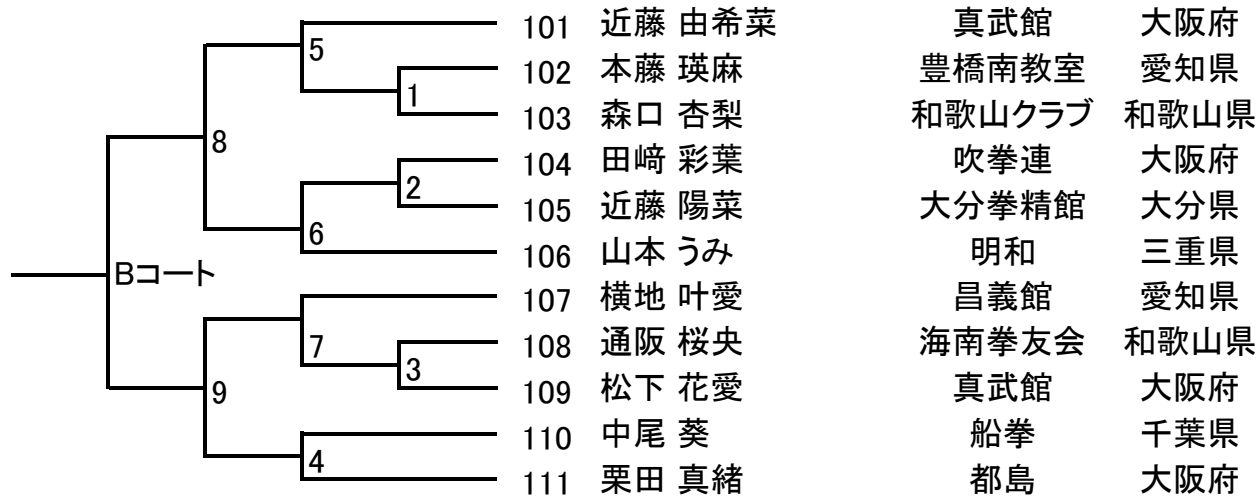 101 近藤 由希菜 真武館 大阪府
5
102 本藤 瑛麻 豊橋南教室 愛知県
1
103 森口 杏梨 和歌山クラブ 和歌山県
8
104 田﨑 彩葉 吹拳連 大阪府
2
105 近藤 陽菜 大分拳精館 大分県
6
106 山本 うみ 明和 三重県
Bコート
107 横地 叶愛 昌義館 愛知県
7
108 通阪 桜央 海南拳友会 和歌山県
3
109 松下 花愛 真武館 大阪府
9
110 中尾 葵 船拳 千葉県
4
111 栗田 真緒 都島 大阪府